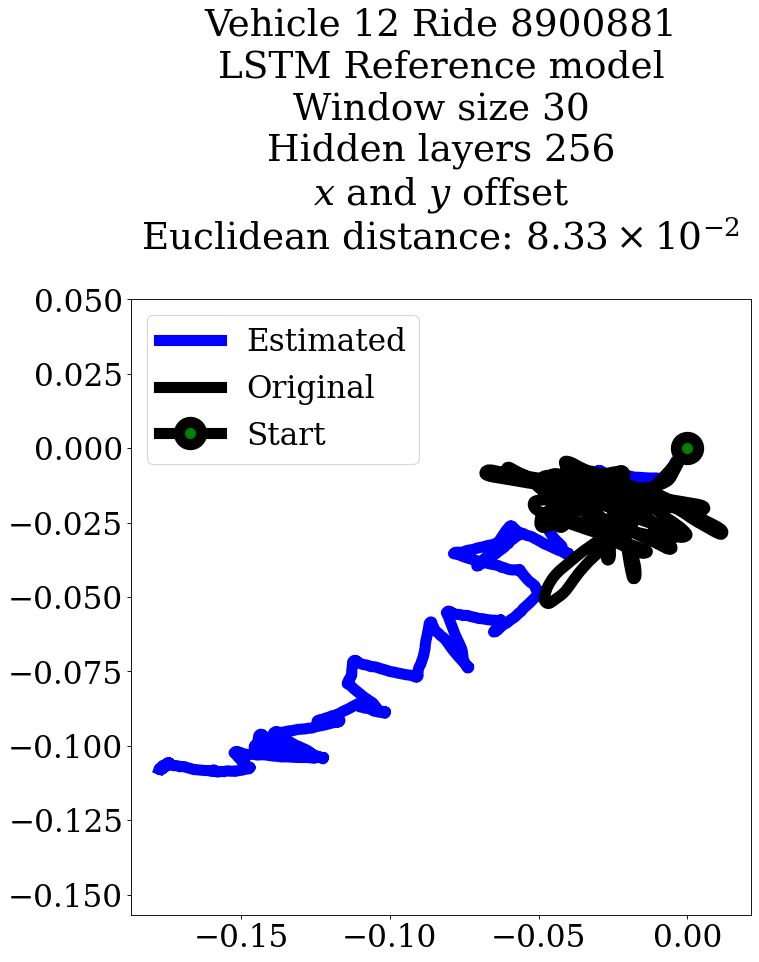 Vehicle 12 Ride 8900881
LSTM Reference model
Window size 30
Hidden layers 256
x and y offset
Euclidean distance: 8.33 × 10⁻²
0.050
0.025
0.000
−0.025
−0.050
−0.075
−0.100
−0.125
−0.150
Estimated
Original
Start
−0.15 −0.10 −0.05 0.00